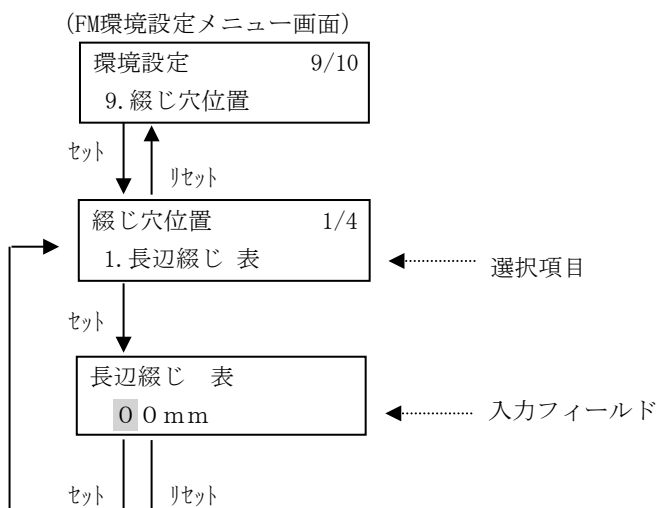 (FM環境設定メニュー画面)
環境設定 9/10
9.綴じ穴位置
ｾｯﾄ
ﾘｾｯﾄ
綴じ穴位置 1/4
1.長辺綴じ 表
選択項目
ｾｯﾄ
長辺綴じ 表
００ｍｍ
入力フィールド
ｾｯﾄ ﾘｾｯﾄ